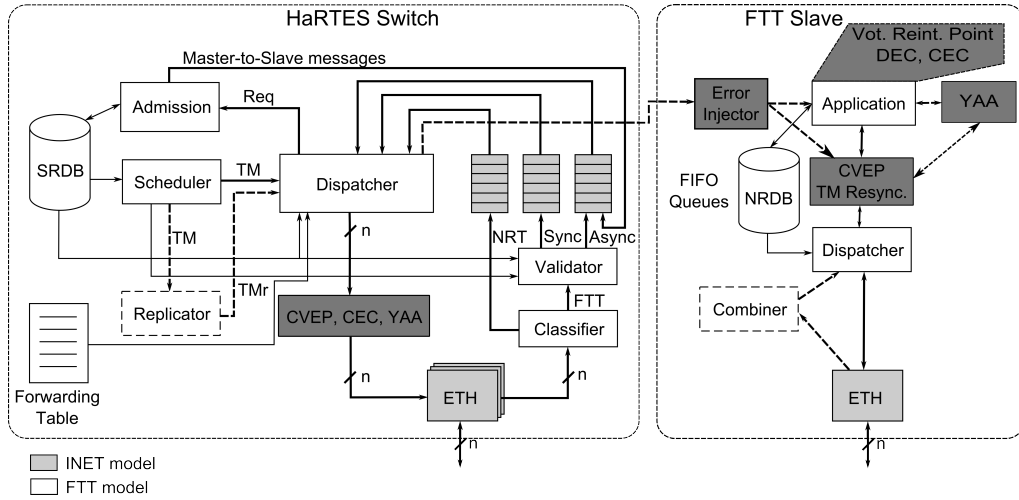 HaRTES Switch
FTT Slave
Vot. Reint. Point
DEC, CEC
Master-to-Slave messages
Admission
Req
Error
Injector
Application
YAA
SRDB
Scheduler
TM
Dispatcher
FIFO
Queues
NRDB
CVEP
TM Resync.
TM
n
NRT
Sync
Async
Validator
Dispatcher
TMr
Replicator
FTT
CVEP, CEC, YAA
Classifier
Combiner
Forwarding
Table
n
n
ETH
ETH
n
n
INET model
FTT model